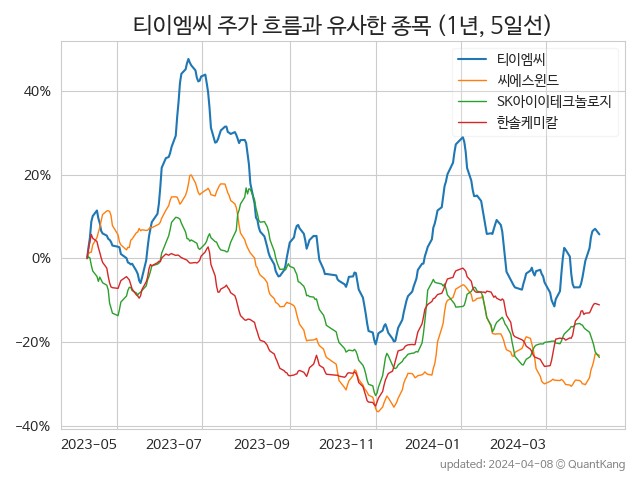 티이엠씨 주가 흐름과 유사한 종목 (1년, 5일선)
티이엠씨
씨에스윈드
SK아이이테크놀로지
한솔케미칼
40%
20%
0%
−20%
−40%
2023-05 2023-07 2023-09 2023-11 2024-01 2024-03
updated: 2024-04-08 © QuantKang